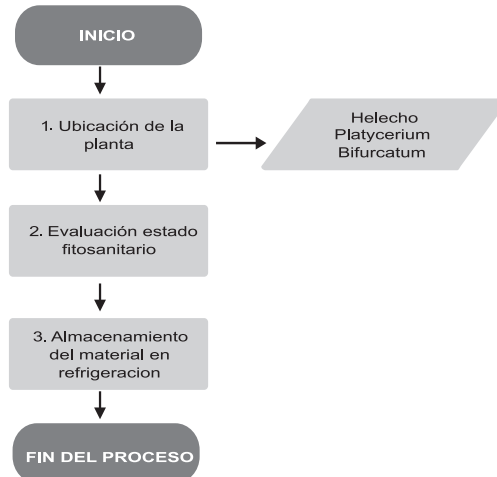 INICIO
1. Ubicación de la
planta
Helecho
Platycerium
Bifurcatum
2. Evaluación estado
fitosanitario
3. Almacenamiento
del material en
refrigeracion
FIN DEL PROCESO